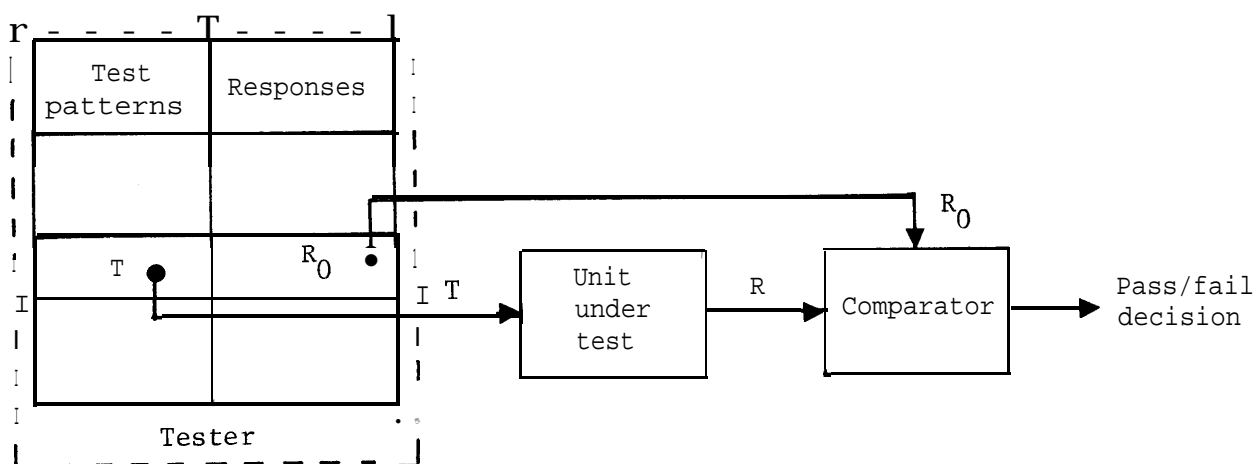 Test
patterns
Responses
T
R0
T
Unit
under
test
R
R0
Comparator
Pass/fail
decision
Tester